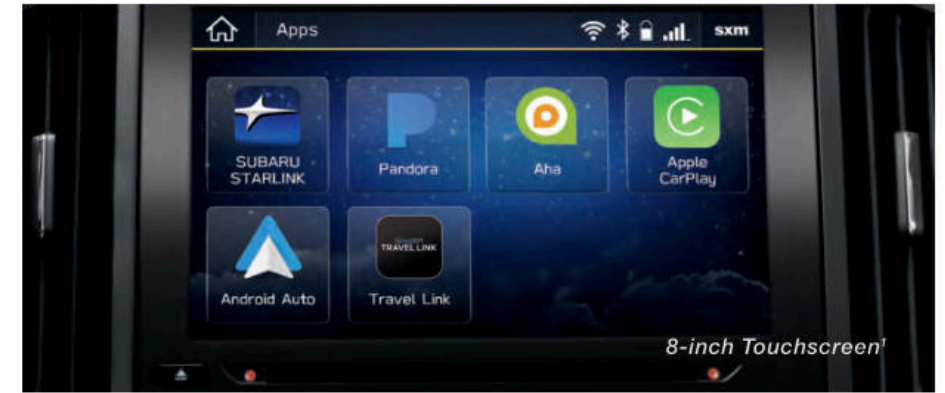 Apps
sxm
SUBARU
STARLINK
Pandora
Aha
Apple
CarPlay
TRAVEL LINK
Android Auto
Travel Link
8-inch Touchscreen¹